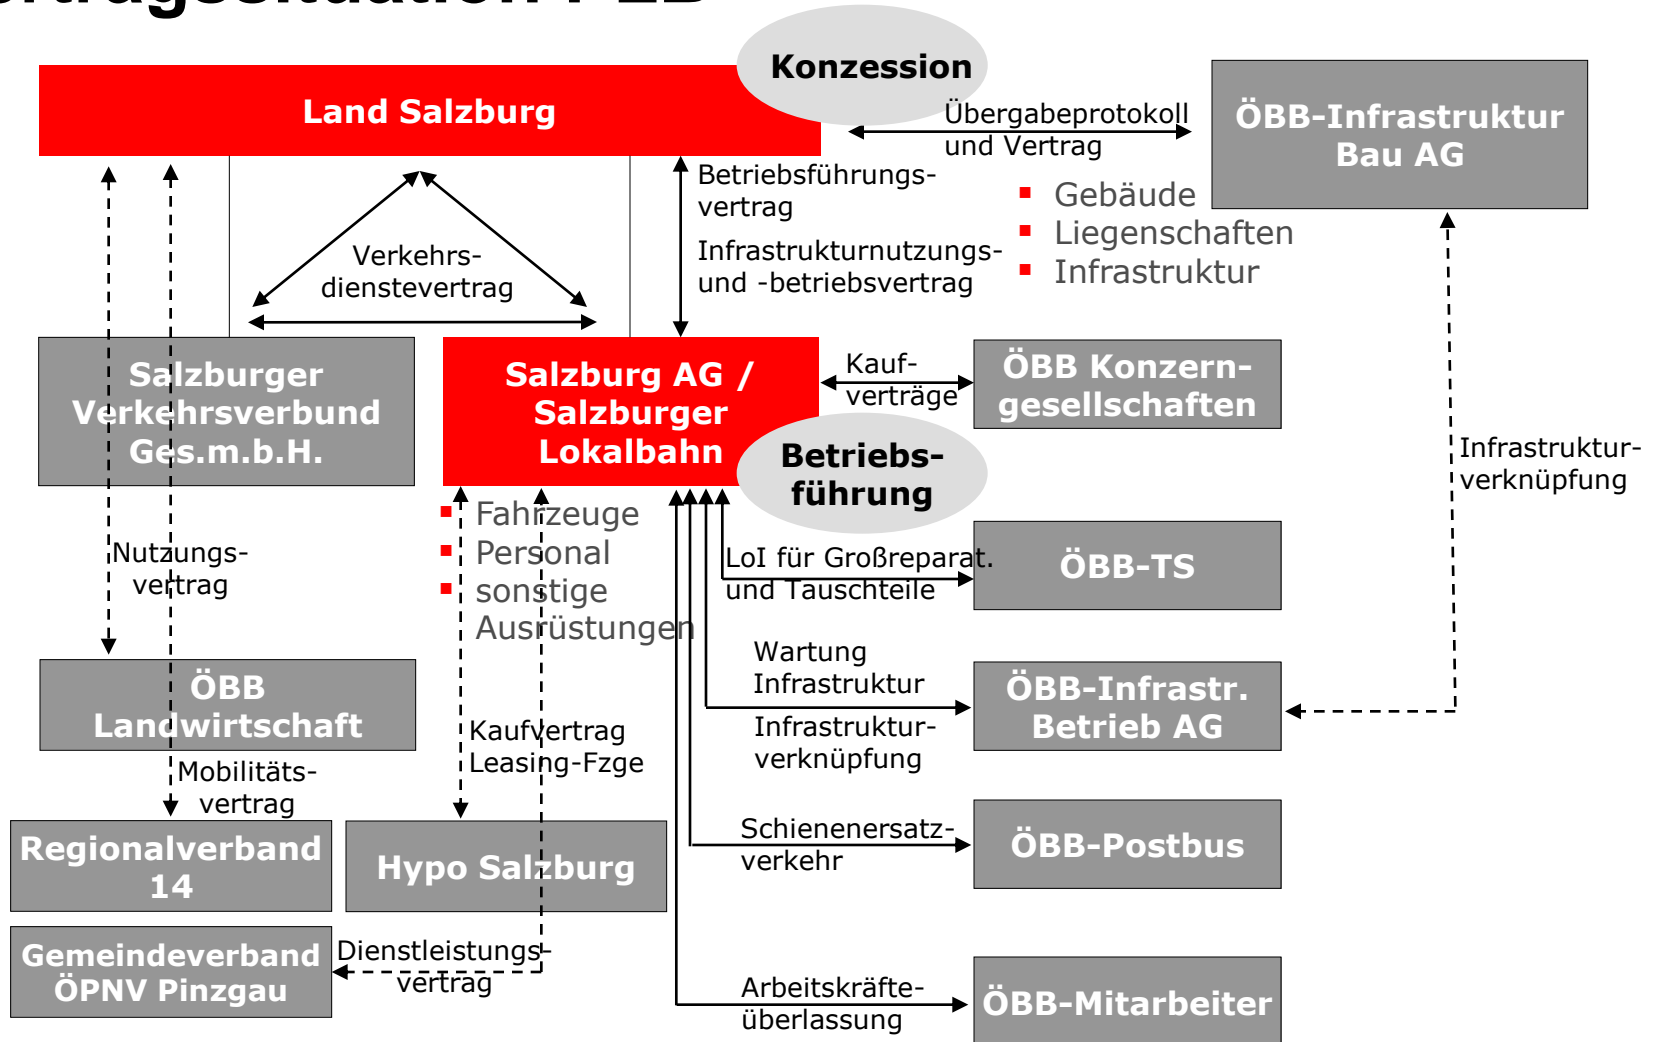 Konzession
Land Salzburg
Übergabeprotokoll
und Vertrag
ÖBB-Infrastruktur
Bau AG
Betriebsführungs-
vertrag
Gebäude
Liegenschaften
Infrastruktur
Verkehrs-
dienstevertrag
Infrastrukturnutzungs-
und -betriebsvertrag
Salzburger
Verkehrsverbund
Ges.m.b.H.
Salzburg AG /
Salzburger
Lokalbahn
Kauf-
verträge
ÖBB Konzern-
gesellschaften
Betriebs-
führung
Infrastruktur-
verknüpfung
Fahrzeuge
Personal
sonstige
Ausrüstungen
Nutzungs-
vertrag
LoI für Großreparat.
und Tauschteile
ÖBB-TS
ÖBB
Landwirtschaft
Wartung
Infrastruktur
Infrastruktur-
verknüpfung
ÖBB-Infrastr.
Betrieb AG
Kaufvertrag
Leasing-Fzge
Mobilitäts-
vertrag
Regionalverband
14
Hypo Salzburg
Schienenersatz-
verkehr
ÖBB-Postbus
Gemeindeverband
ÖPNV Pinzgau
Dienstleistungs-
vertrag
Arbeitskräfte-
überlassung
ÖBB-Mitarbeiter